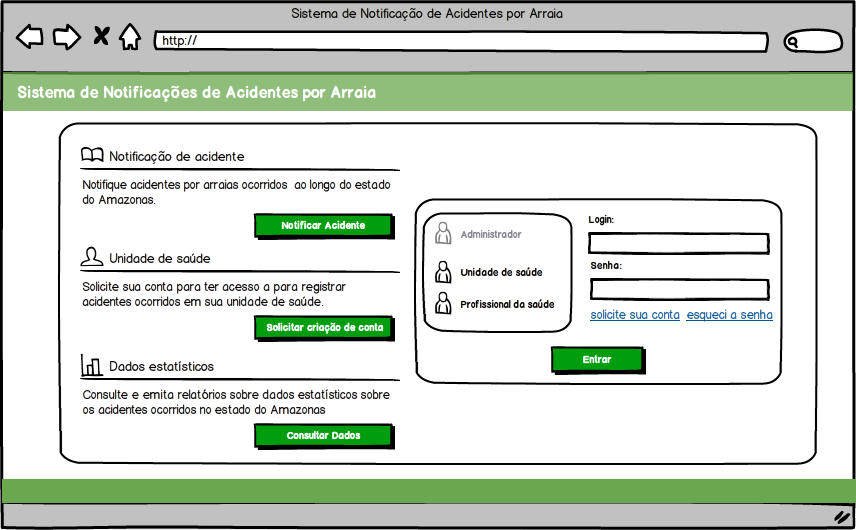 Sistema de Notificação de Acidentes por Arraia
http://
Sistema de Notificações de Acidentes por Arraia
Notificação de acidente
Notifique acidentes por arraias ocorridos ao longo do estado
do Amazonas.
Notificar Acidente
Unidade de saúde
Solicite sua conta para ter acesso a para registrar
acidentes ocorridos em sua unidade de saúde.
Solicitar criação de conta
Dados estatísticos
Consulte e emita relatórios sobre dados estatísticos sobre
os acidentes ocorridos no estado do Amazonas
Consultar Dados
Administrador
Unidade de saúde
Profissional da saúde
Login:
Senha:
solicite sua conta esqueci a senha
Entrar